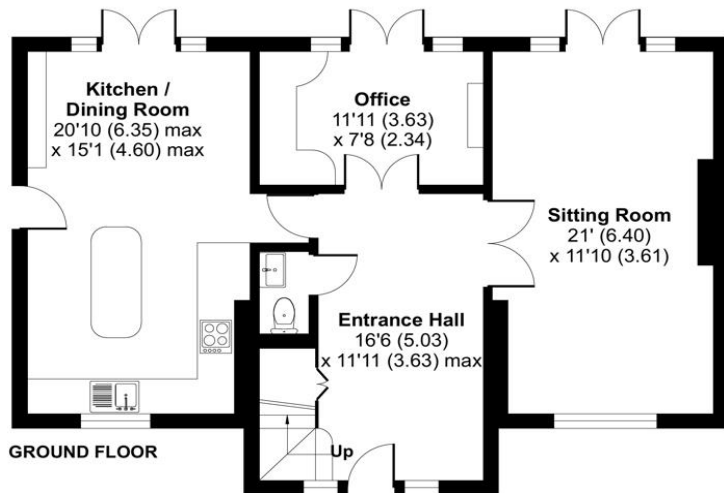 Kitchen /
Dining Room
20'10 (6.35) max
x 15'1 (4.60) max
Office
11'11 (3.63)
x 7'8 (2.34)
Sitting Room
21' (6.40)
x 11'10 (3.61)
Entrance Hall
16'6 (5.03)
x 11'11 (3.63) max
Up
GROUND FLOOR